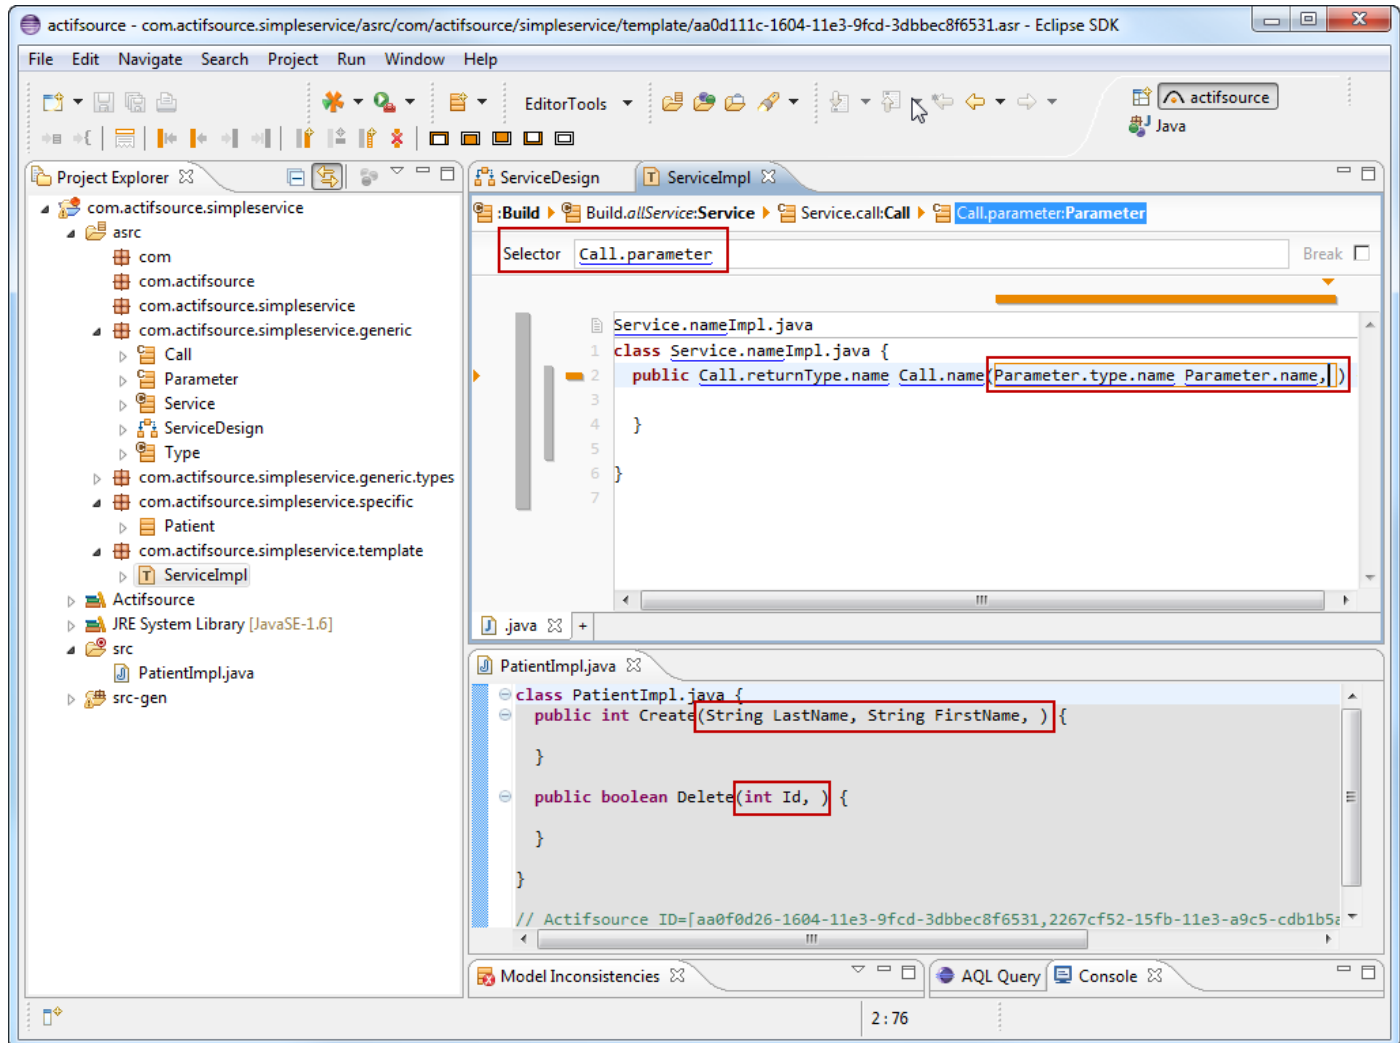 actifsource - com.actifsource.simpleservice/asrc/com/actifsource/simpleservice/template/aa0d111c-1604-11e3-9fcd-3dbbec8f6531.asr - Eclipse SDK
File Edit Navigate Search Project Run Window Help
EditorTools
actifsource
Java
Project Explorer
com.actifsource.simpleservice
asrc
com
com.actifsource
com.actifsource.simpleservice
com.actifsource.simpleservice.generic
Call
Parameter
Service
ServiceDesign
Type
com.actifsource.simpleservice.generic.types
com.actifsource.simpleservice.specific
Patient
com.actifsource.simpleservice.template
ServiceImpl
Actifsource
JRE System Library [JavaSE-1.6]
src
PatientImpl.java
src-gen
ServiceDesign ServiceImpl
:Build Build.allService:Service Service.call:Call Call.parameter:Parameter
Selector Call.parameter Break
Service.nameImpl.java
1 class Service.nameImpl.java {
2 public Call.returnType.name Call.name(Parameter.type.name Parameter.name, )
3
4 }
5
6 }
7
.java +
PatientImpl.java
class PatientImpl.java {
public int Create(String LastName, String FirstName, ) {
}
public boolean Delete(int Id, ) {
}
}
// Actifsource ID=[aa0f0d26-1604-11e3-9fcd-3dbbec8f6531,2267cf52-15fb-11e3-a9c5-cdb1b5a
Model Inconsistencies AQL Query Console
2 : 76